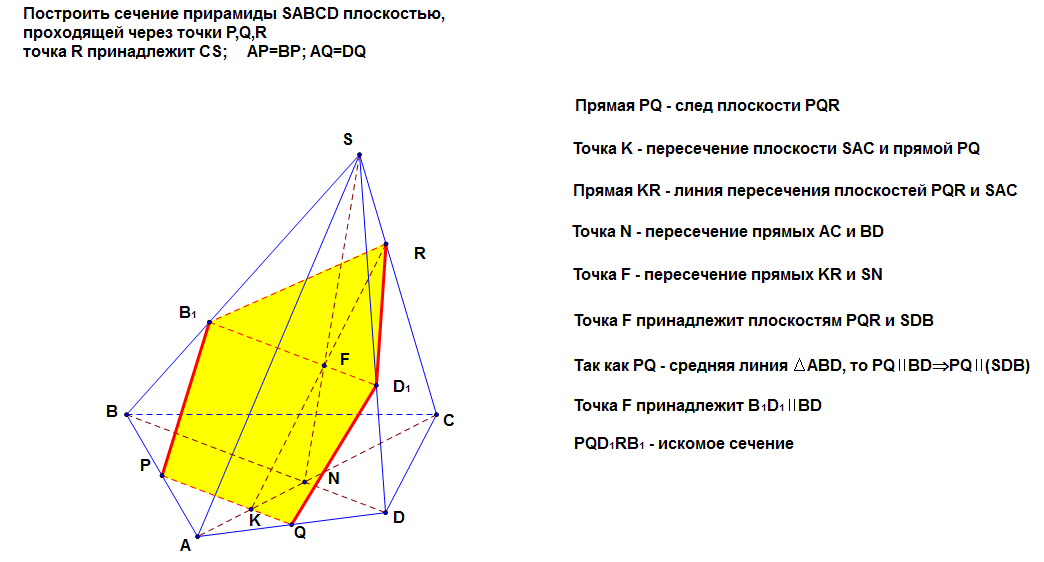 Построить сечение прирамиды SABCD плоскостью,
проходящей через точки P,Q,R
точка R принадлежит CS; AP=BP; AQ=DQ
Прямая PQ - след плоскости PQR
Точка K - пересечение плоскости SAC и прямой PQ
Прямая KR - линия пересечения плоскостей PQR и SAC
Точка N - пересечение прямых AC и BD
Точка F - пересечение прямых KR и SN
Точка F принадлежит плоскостям PQR и SDB
Так как PQ - средняя линия △ABD, то PQ||BD⇒PQ||(SDB)
Точка F принадлежит B₁D₁||BD
PQD₁RB₁ - искомое сечение
S
R
B₁
F
D₁
B
C
P
N
K
Q
D
A